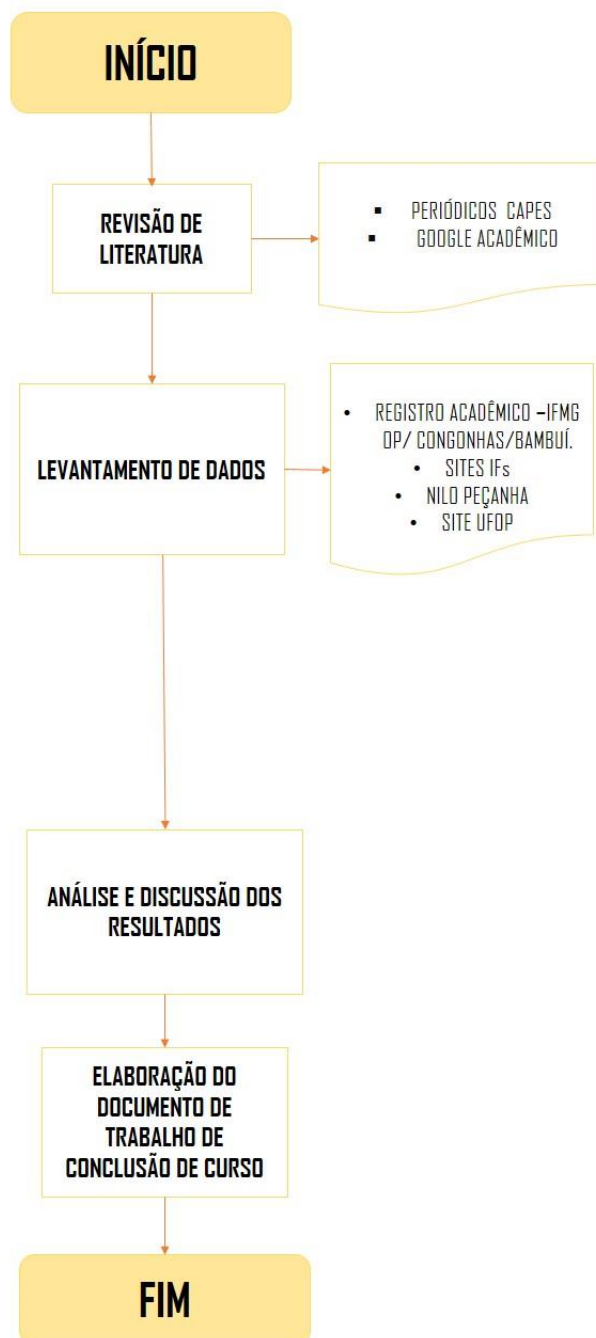 INÍCIO
REVISÃO DE
LITERATURA
▪ PERIÓDICOS CAPES
▪ GOOGLE ACADÊMICO
LEVANTAMENTO DE DADOS
• REGISTRO ACADÊMICO –IFMG
OP/ CONGONHAS/BAMBUÍ.
• SITES IFs
• NILO PEÇANHA
• SITE UFOP
ANÁLISE E DISCUSSÃO DOS
RESULTADOS
ELABORAÇÃO DO
DOCUMENTO DE
TRABALHO DE
CONCLUSÃO DE CURSO
FIM